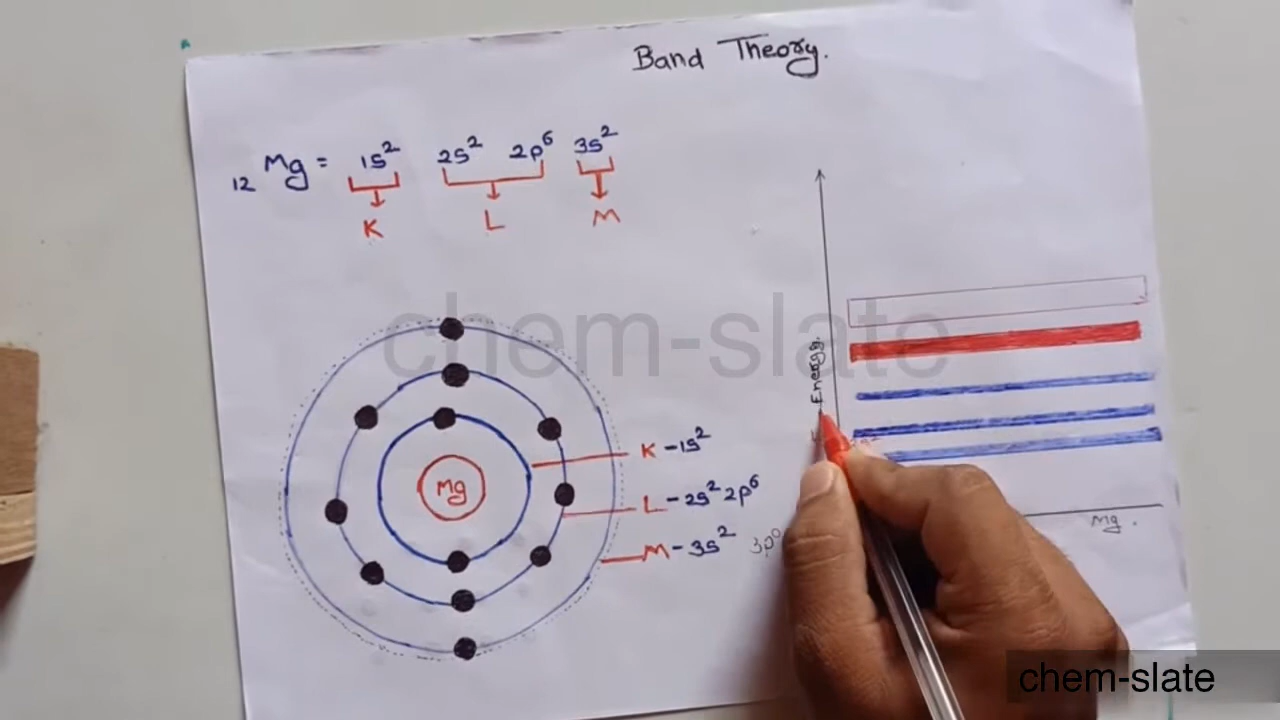 Band Theory.
12 Mg = 1s² 2s² 2p⁶ 3s²
K L M
chem-slate
Energy.
K - 1s²
Mg
L - 2s² 2p⁶
M - 3s² 3p⁰
Mg.
chem-slate